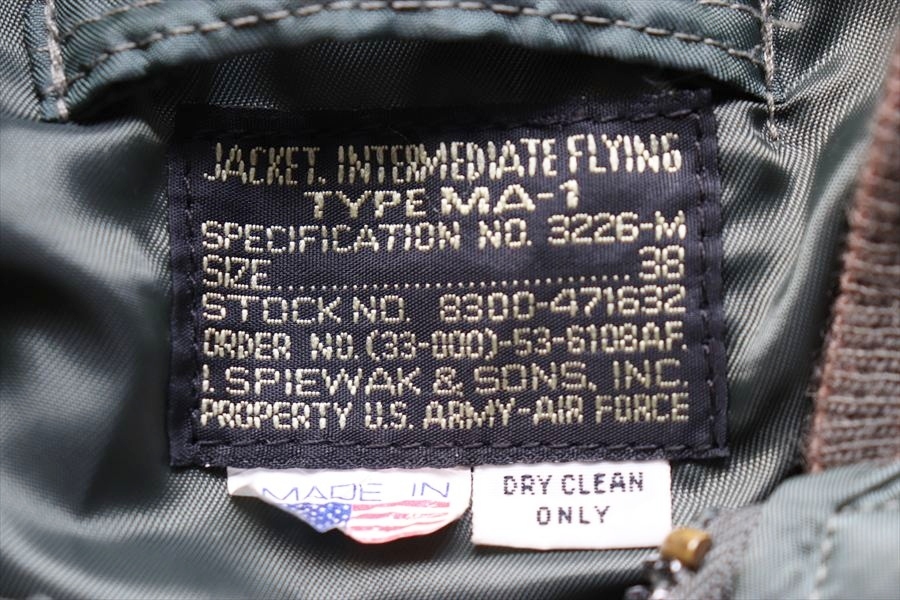 JACKET, INTERMEDIATE FLYING
TYPE MA-1
SPECIFICATION NO. 3226-M
SIZE 38
STOCK NO. 8300-471632
ORDER NO. (33-000)-53-6108AF
I. SPIEWAK & SONS, INC.
PROPERTY U.S. ARMY-AIR FORCE
MADE IN
DRY CLEAN
ONLY